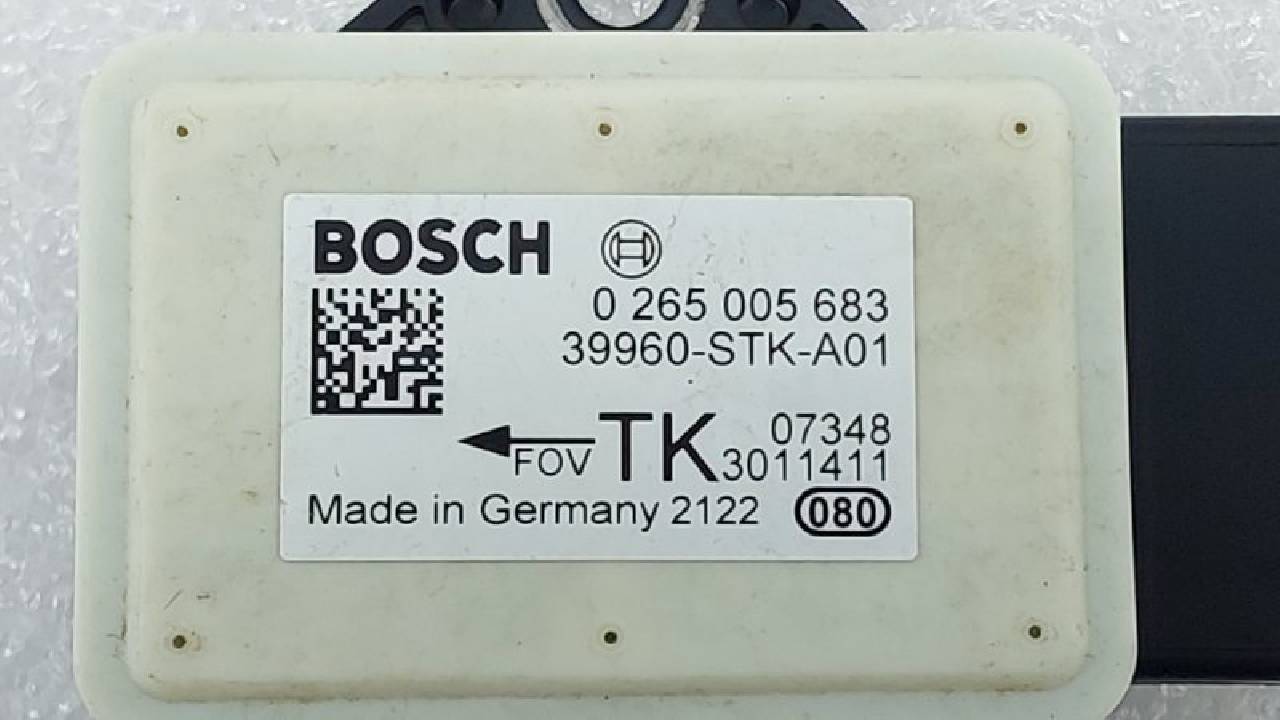 BOSCH
0 265 005 683
39960-STK-A01
FOV TK 07348
3011411
Made in Germany 2122 080